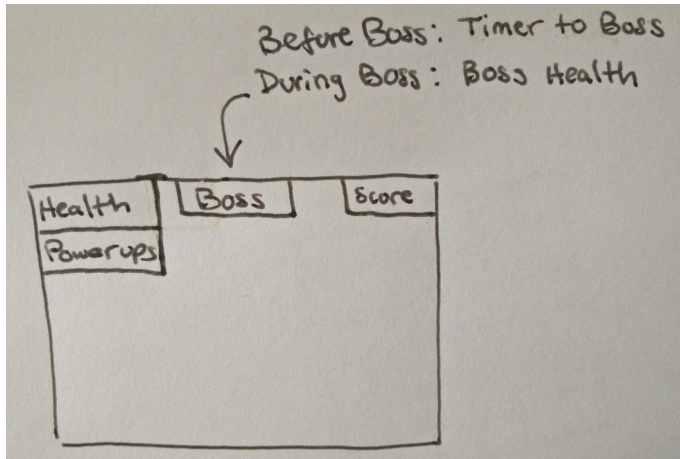 Before Boss: Timer to Boss
During Boss: Boss Health
Health
Boss
Score
Powerups